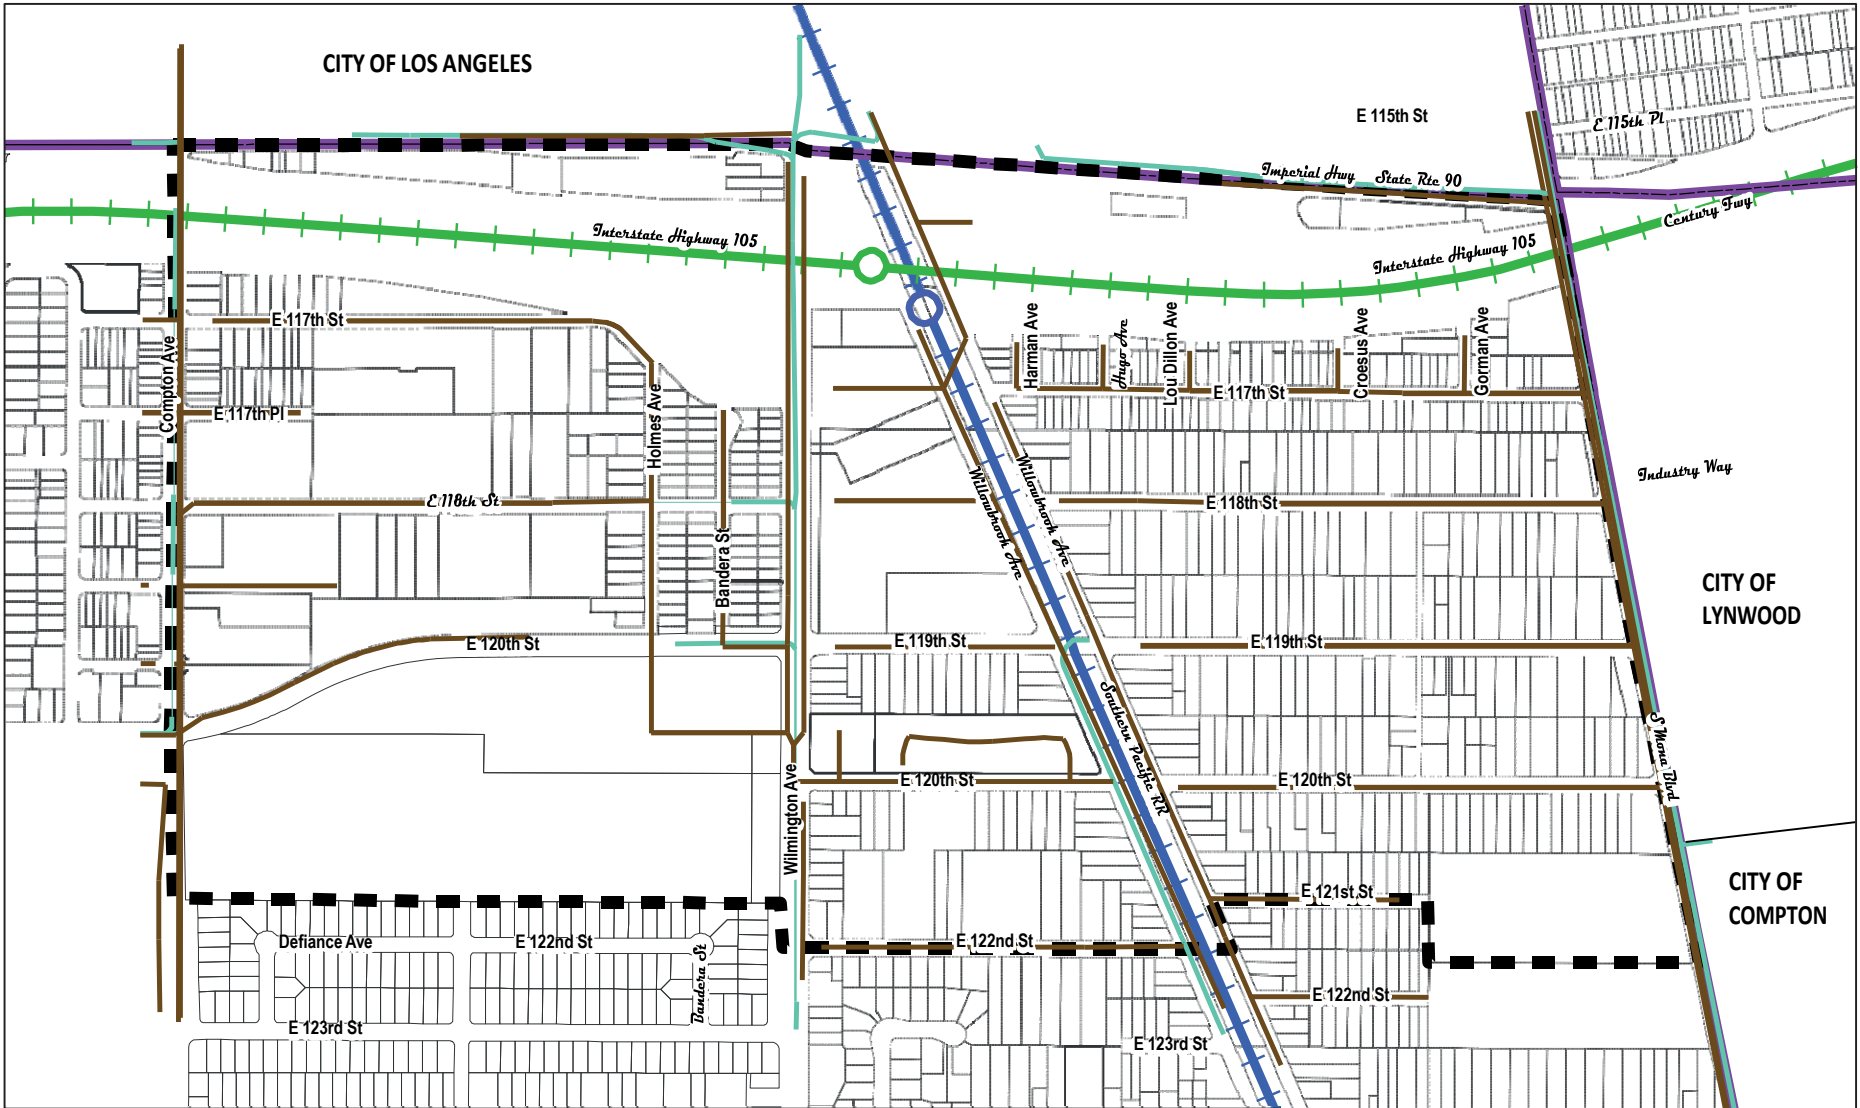 CITY OF LOS ANGELES
E 115th St
E 115th Pl
Imperial Hwy State Rte 90
Century Fwy
Interstate Highway 105
Interstate Highway 105
E 117th St
Compton Ave
Harman Ave
Hugo Ave
Lou Dillon Ave
Croesus Ave
Gorman Ave
E 117th St
E 117th Pl
Holmes Ave
Willowbrook Ave
Willowbrook Ave
Industry Way
E 118th St
E 118th St
Bandera St
CITY OF
LYNWOOD
E 119th St
E 119th St
E 120th St
Southern Pacific RR
S Mona Blvd
Wilmington Ave
E 120th St
E 120th St
E 121st St
CITY OF
COMPTON
Defiance Ave
E 122nd St
E 122nd St
Bandera St
E 122nd St
E 123rd St
E 123rd St